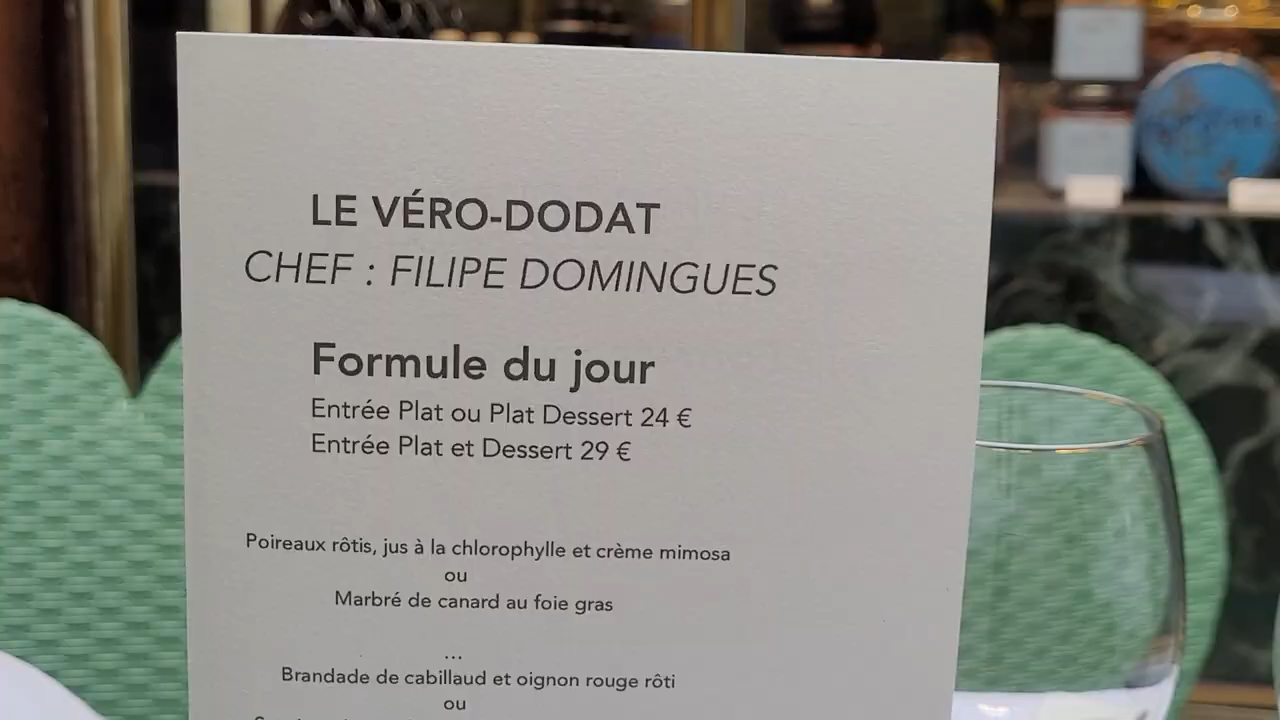 LE VÉRO-DODAT
CHEF : FILIPE DOMINGUES
Formule du jour
Entrée Plat ou Plat Dessert 24 €
Entrée Plat et Dessert 29 €
Poireaux rôtis, jus à la chlorophylle et crème mimosa
ou
Marbré de canard au foie gras
...
Brandade de cabillaud et oignon rouge rôti
ou